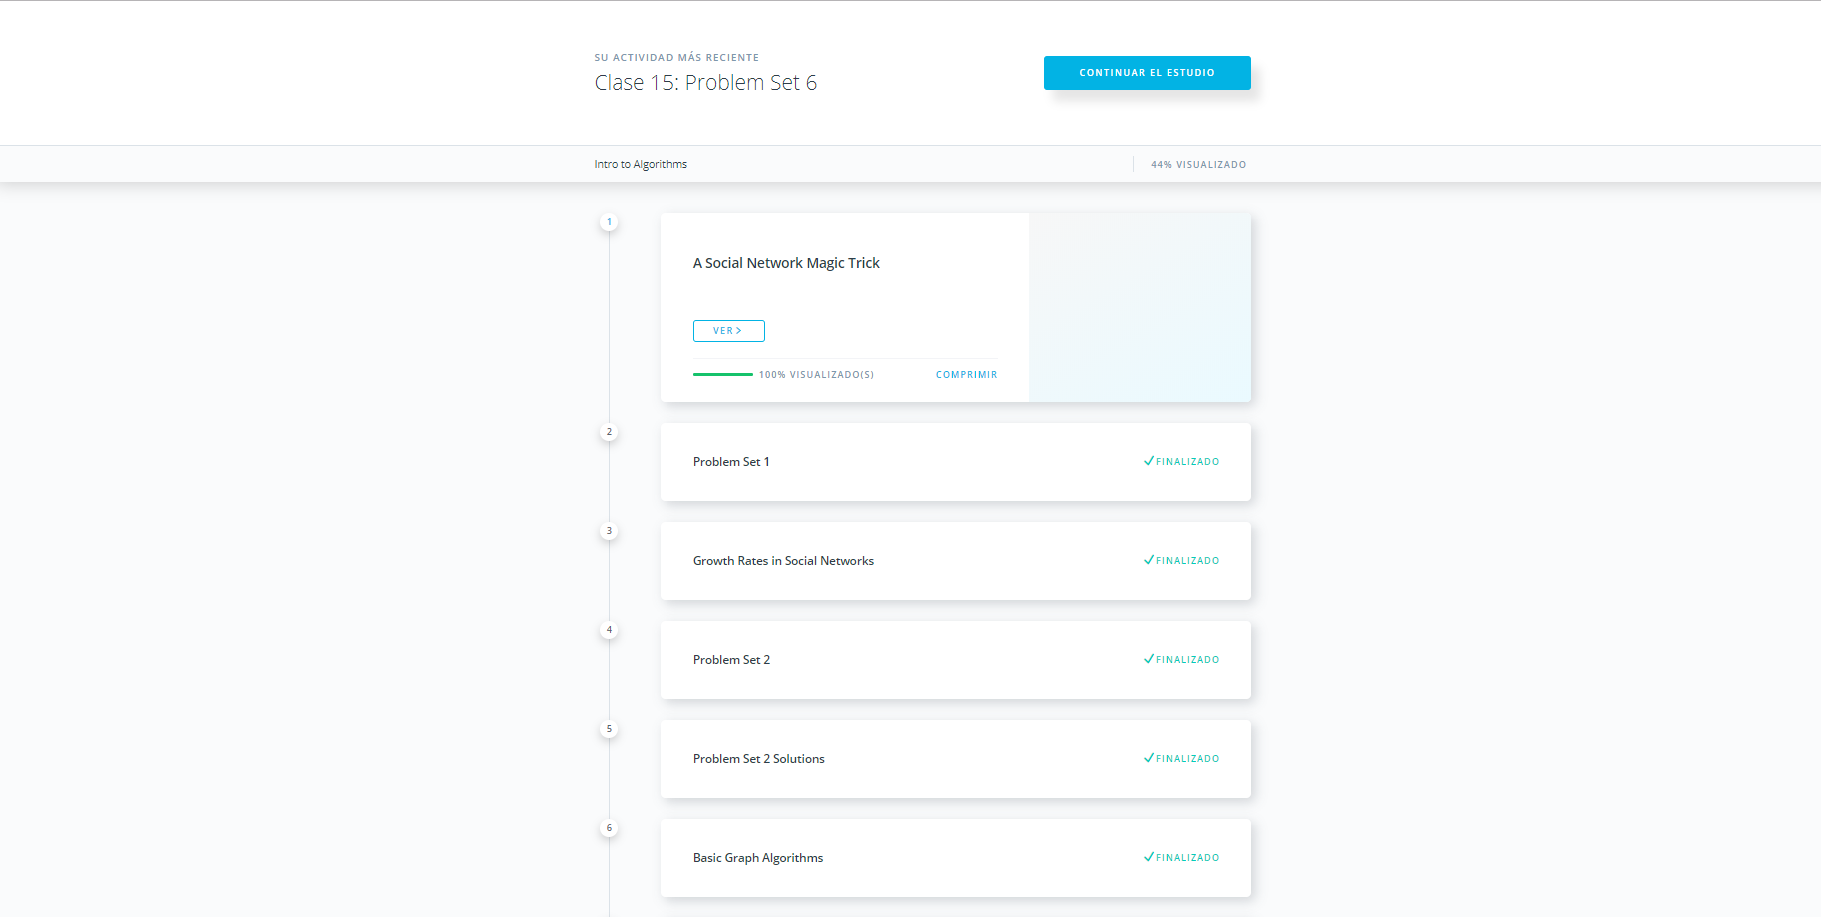 SU ACTIVIDAD MÁS RECIENTE
Clase 15: Problem Set 6
CONTINUAR EL ESTUDIO
Intro to Algorithms
44% VISUALIZADO
1
A Social Network Magic Trick
VER >
100% VISUALIZADO(S)
COMPRIMIR
2
Problem Set 1
FINALIZADO
3
Growth Rates in Social Networks
FINALIZADO
4
Problem Set 2
FINALIZADO
5
Problem Set 2 Solutions
FINALIZADO
6
Basic Graph Algorithms
FINALIZADO